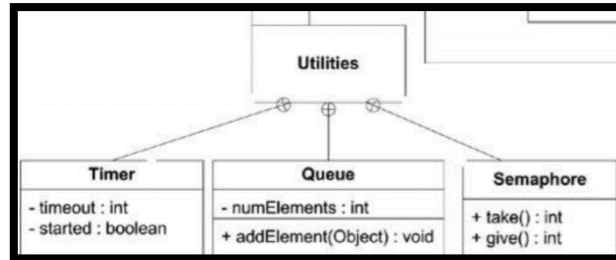 Utilities
Timer
- timeout : int
- started : boolean
Queue
- numElements : int
+ addElement(Object) : void
Semaphore
+ take() : int
+ give() : int